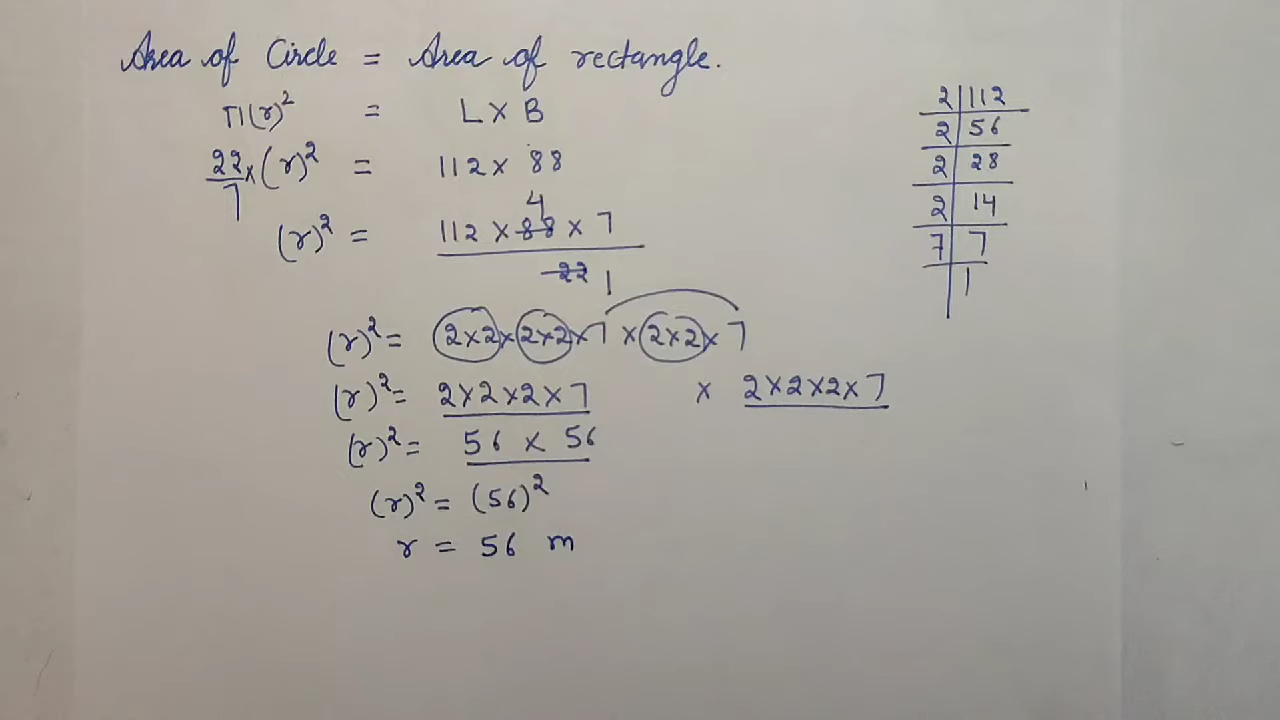 Area of Circle = Area of rectangle.
π(r)² = L × B
22/7 × (r)² = 112 × 88
(r)² = 112 × 88 × 7 / 22
4
1
(r)² = 2×2×2×2×7 × 2×2×7
(r)² = 2×2×2×7 × 2×2×2×7
(r)² = 56 × 56
(r)² = (56)²
r = 56 m
2 | 112
2 | 56
2 | 28
2 | 14
7 | 7
| 1